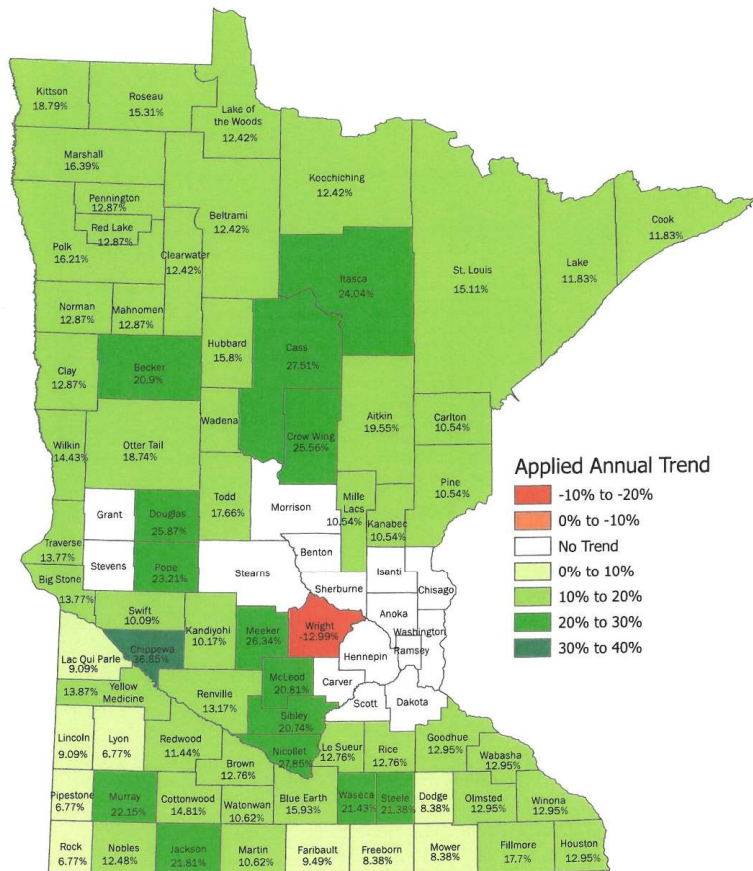 Kittson
18.79%
Roseau
15.31%
Lake of
the Woods
12.42%
Marshall
16.39%
Koochiching
12.42%
Pennington
12.87%
Red Lake
12.87%
Beltrami
12.42%
Polk
16.21%
Clearwater
12.42%
Cook
11.83%
Itasca
24.04%
St. Louis
15.11%
Lake
11.83%
Norman
12.87%
Mahnomen
12.87%
Hubbard
15.8%
Cass
27.51%
Clay
12.87%
Becker
20.9%
Wadena
Crow Wing
25.56%
Aitkin
19.55%
Carlton
10.54%
Wilkin
14.43%
Otter Tail
18.74%
Pine
10.54%
Todd
17.66%
Morrison
Mille
Lacs
10.54%
Kanabec
10.54%
Grant
Douglas
25.87%
Traverse
13.77%
Stevens
Pope
23.21%
Stearns
Benton
Isanti
Chisago
Sherburne
Big Stone
13.77%
Swift
10.09%
Kandiyohi
10.17%
Meeker
26.34%
Wright
-12.99%
Anoka
Washington
Ramsey
Hennepin
Chippewa
36.85%
Lac Qui Parle
9.09%
McLeod
20.81%
Carver
Scott
Dakota
13.87%
Yellow
Medicine
Renville
13.17%
Sibley
20.74%
Lincoln
9.09%
Lyon
6.77%
Redwood
11.44%
Nicollet
27.85%
Le Sueur
12.76%
Rice
12.76%
Goodhue
12.95%
Wabasha
12.95%
Brown
12.76%
Pipestone
6.77%
Murray
22.15%
Cottonwood
14.81%
Watonwan
10.62%
Blue Earth
15.93%
Waseca
21.43%
Steele
21.38%
Dodge
8.38%
Olmsted
12.95%
Winona
12.95%
Rock
6.77%
Nobles
12.48%
Jackson
21.81%
Martin
10.62%
Faribault
9.49%
Freeborn
8.38%
Mower
8.38%
Fillmore
17.7%
Houston
12.95%
Applied Annual Trend
-10% to -20%
0% to -10%
No Trend
0% to 10%
10% to 20%
20% to 30%
30% to 40%